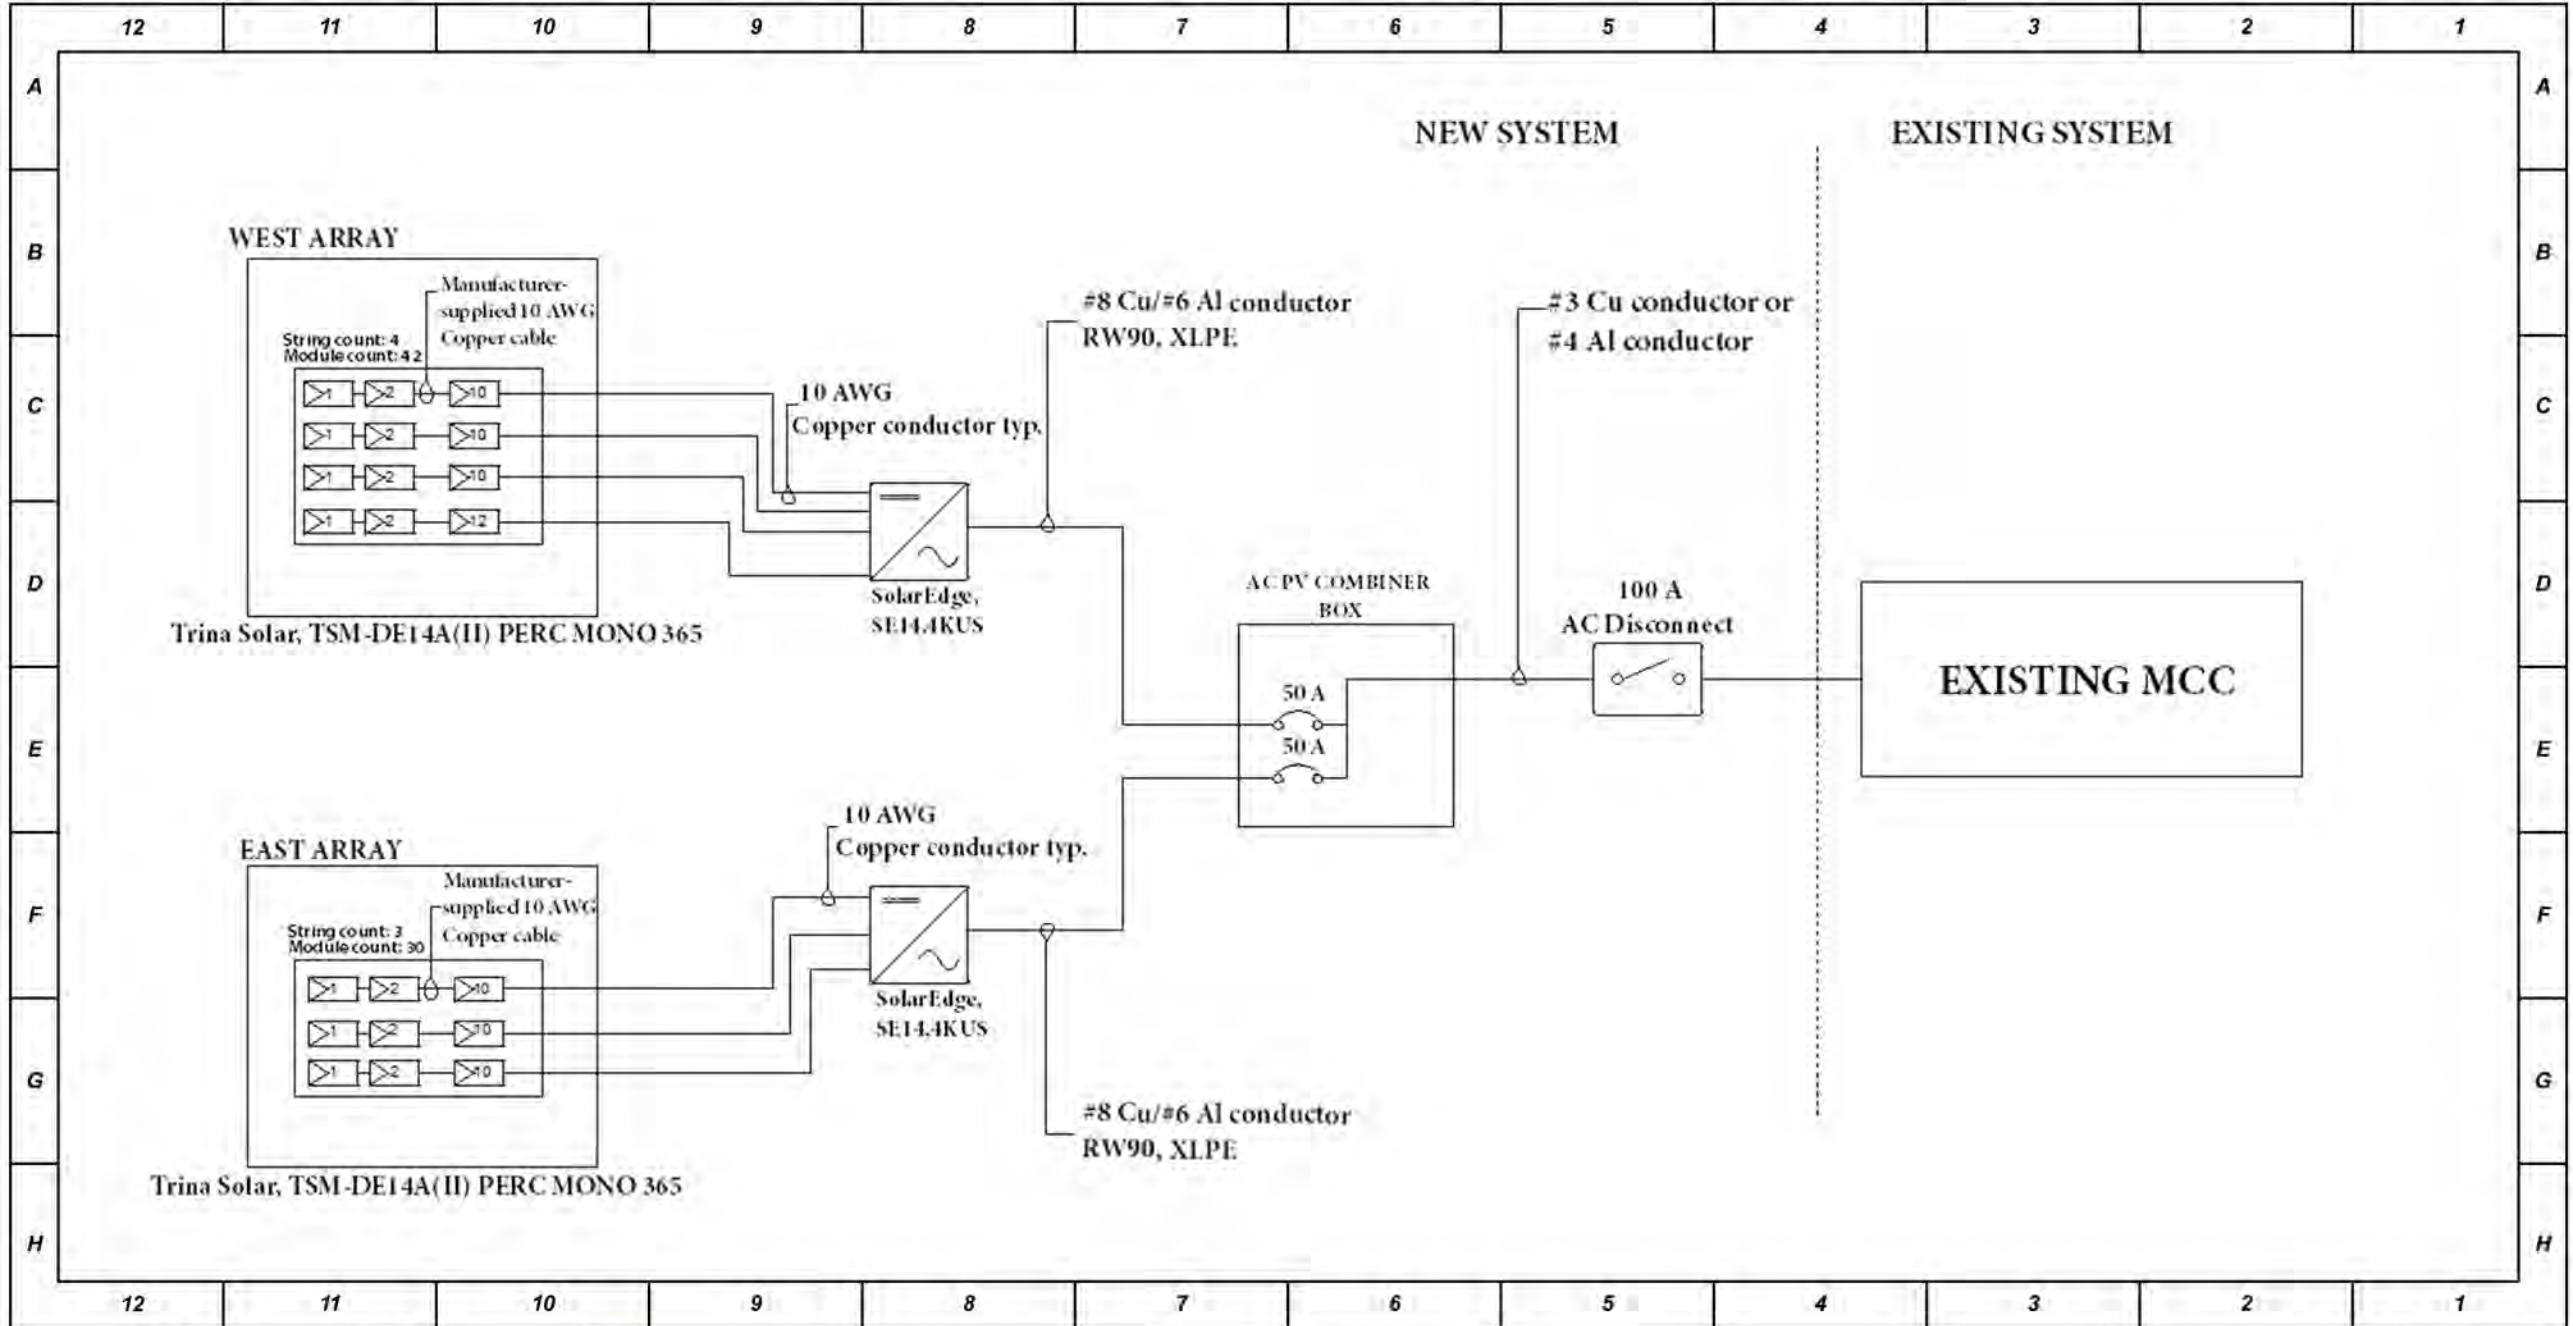 12 11 10 9 8 7 6 5 4 3 2 1
A A
NEW SYSTEM
EXISTING SYSTEM
B B
WEST ARRAY
Manufacturer-
supplied 10 AWG
Copper cable
String count: 4
Module count: 42
1 2 10
1 2 10
1 2 10
1 2 12
Trina Solar, TSM-DE14A(II) PERC MONO 365
C C
10 AWG
Copper conductor typ.
SolarEdge,
SE14.4KUS
#8 Cu/#6 Al conductor
RW90, XLPE
#3 Cu conductor or
#4 Al conductor
D D
AC PV COMBINER
BOX
50 A
50 A
100 A
AC Disconnect
EXISTING MCC
E E
EAST ARRAY
Manufacturer-
supplied 10 AWG
Copper cable
String count: 3
Module count: 30
1 2 10
1 2 10
1 2 10
Trina Solar, TSM-DE14A(II) PERC MONO 365
F F
10 AWG
Copper conductor typ.
SolarEdge,
SE14.4KUS
#8 Cu/#6 Al conductor
RW90, XLPE
G G
H H
12 11 10 9 8 7 6 5 4 3 2 1